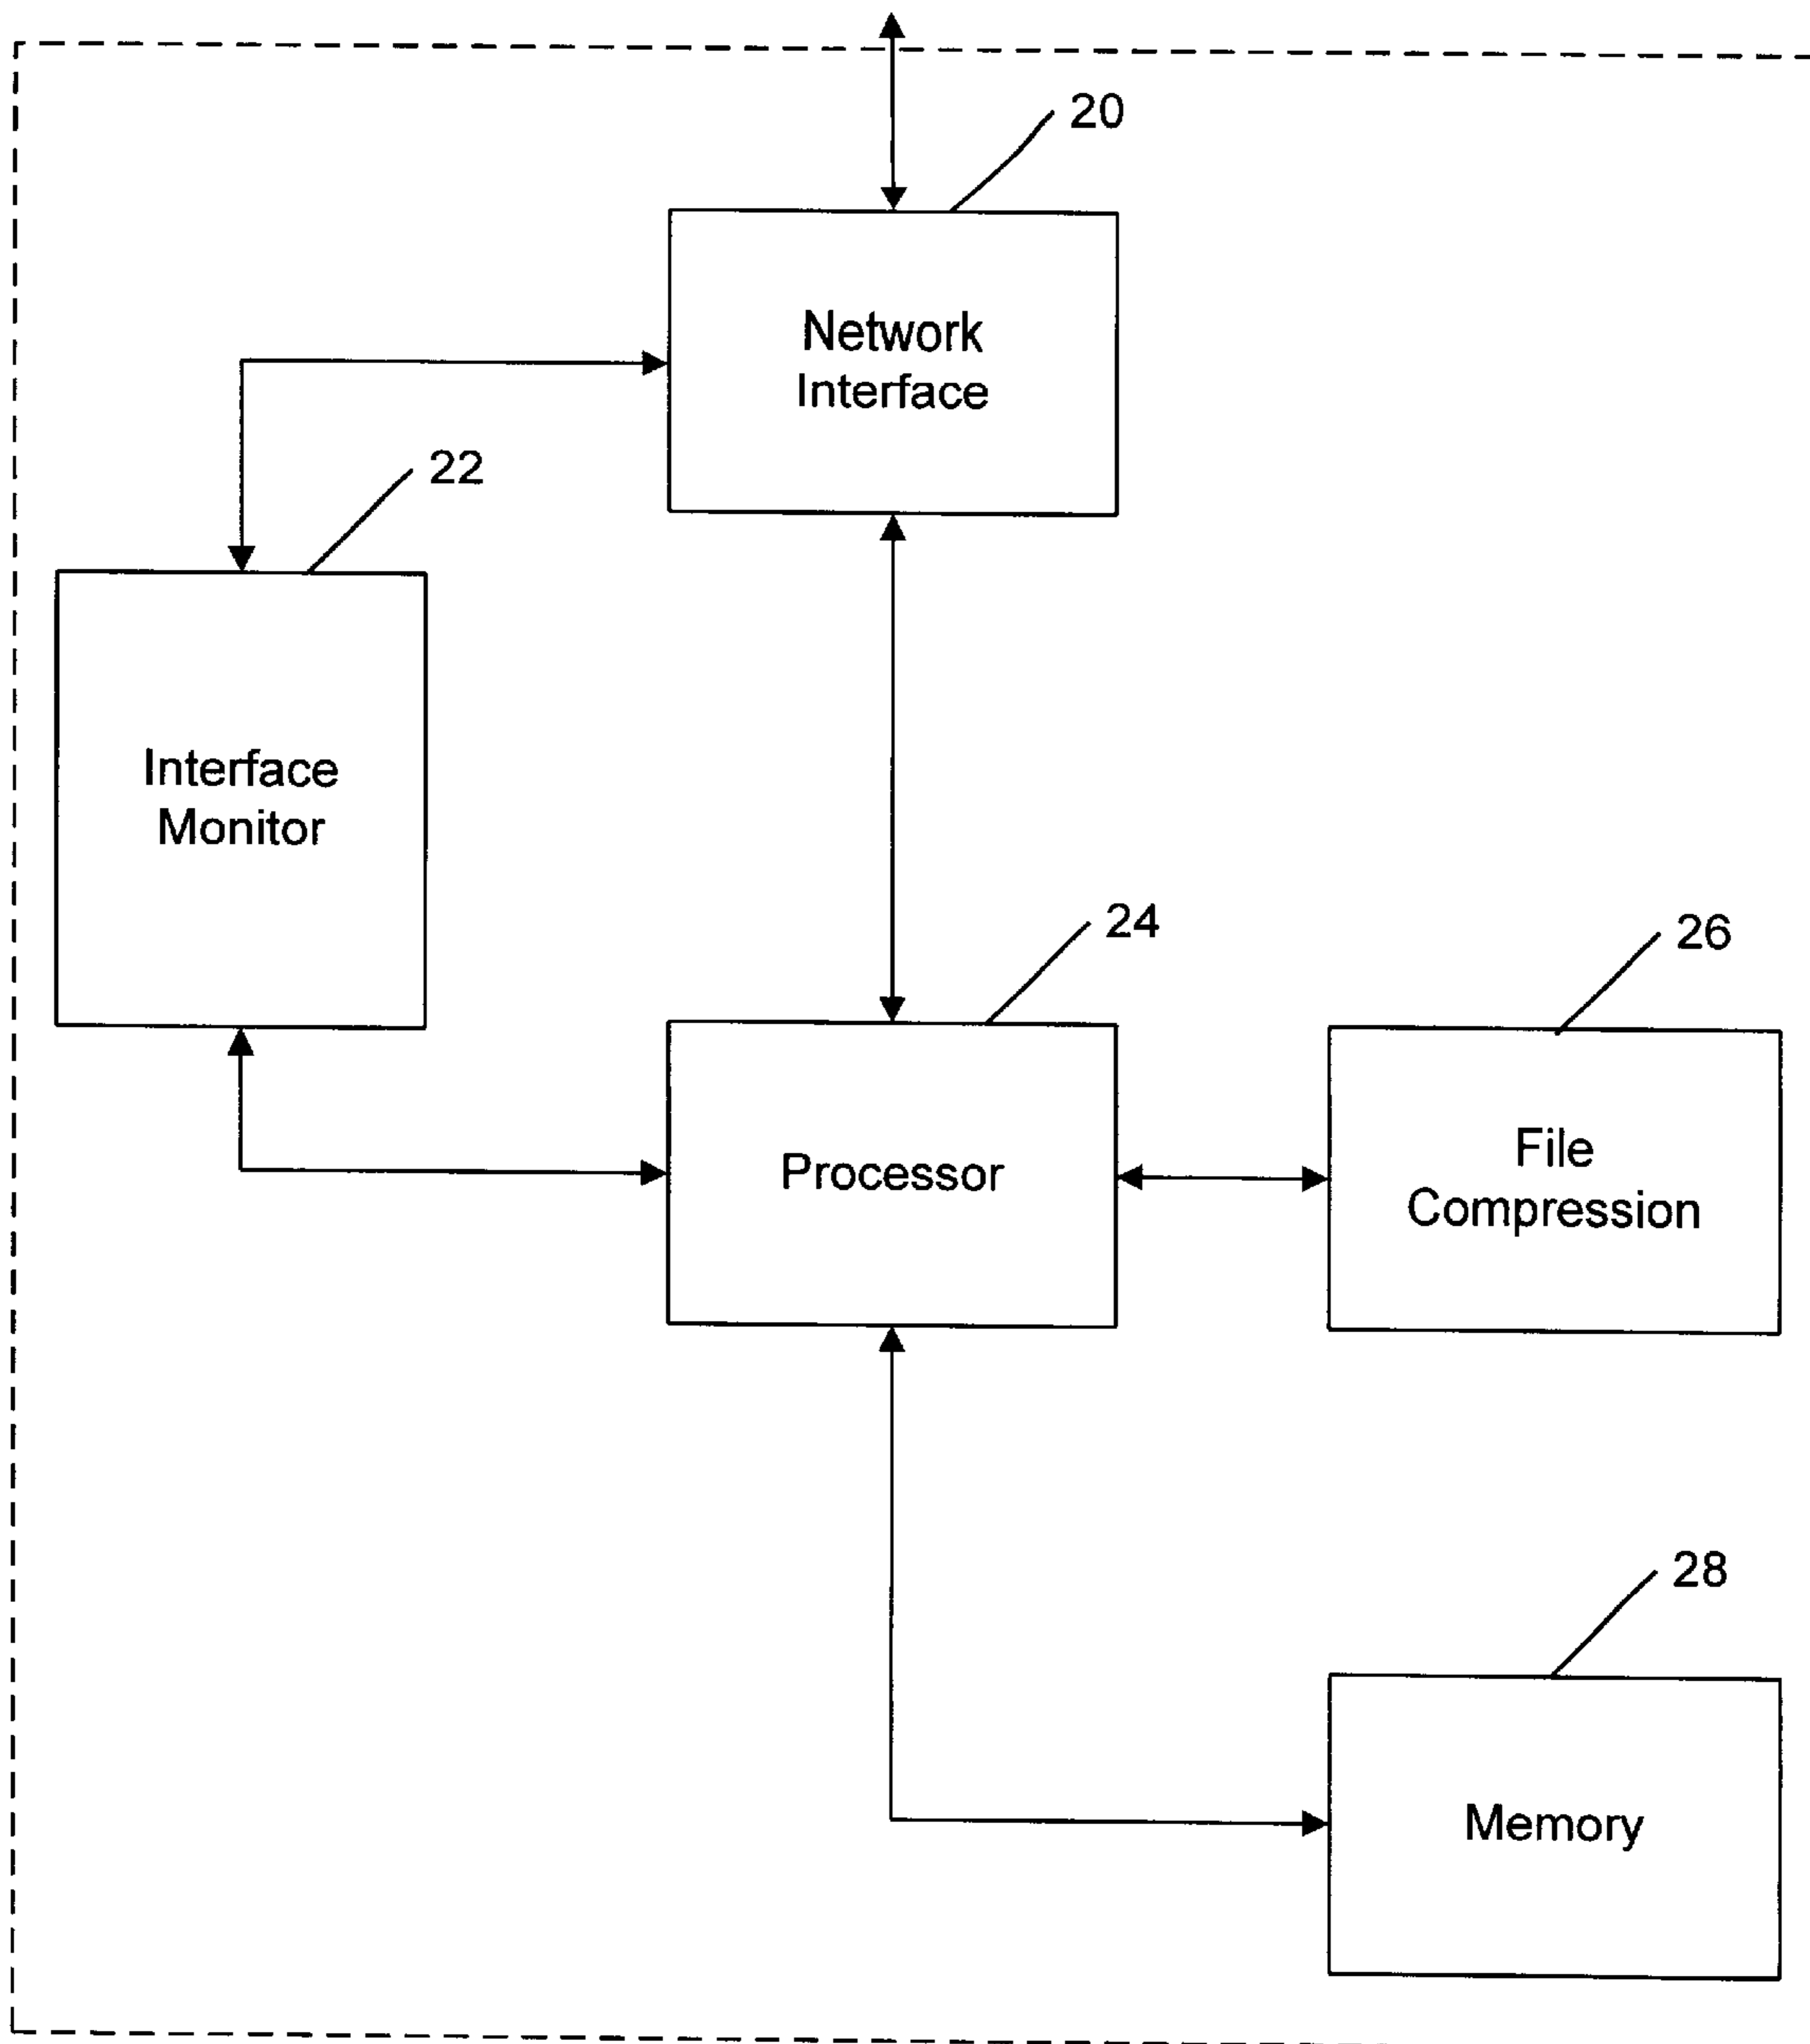 20
Network
Interface
22
Interface
Monitor
24
26
Processor
File
Compression
28
Memory